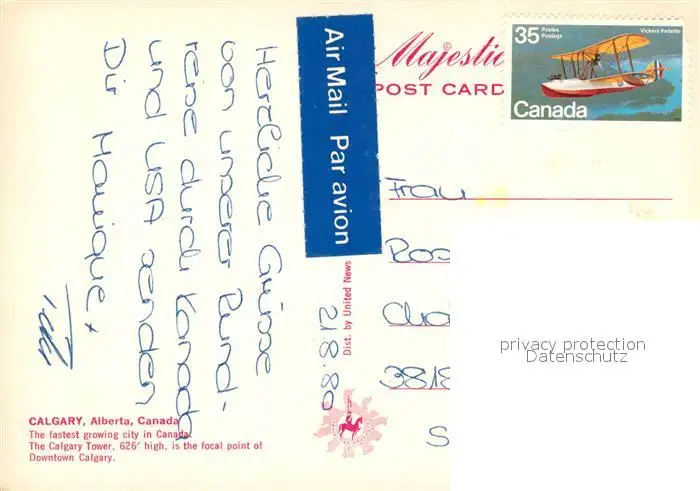 Herzliche Grüsse
von unserer Rund-
reise durch Kanada
und USA senden
Dir Monique +
21.8.80
CALGARY, Alberta, Canada
The fastest growing city in Canada.
The Calgary Tower, 626' high, is the focal point of
Downtown Calgary.
Air Mail Par avion
Dist. by United News
Majestic
POST CARD
35 Postes
Postage
Vickers Vedette
Canada
Frau
3818
privacy protection
Datenschutz